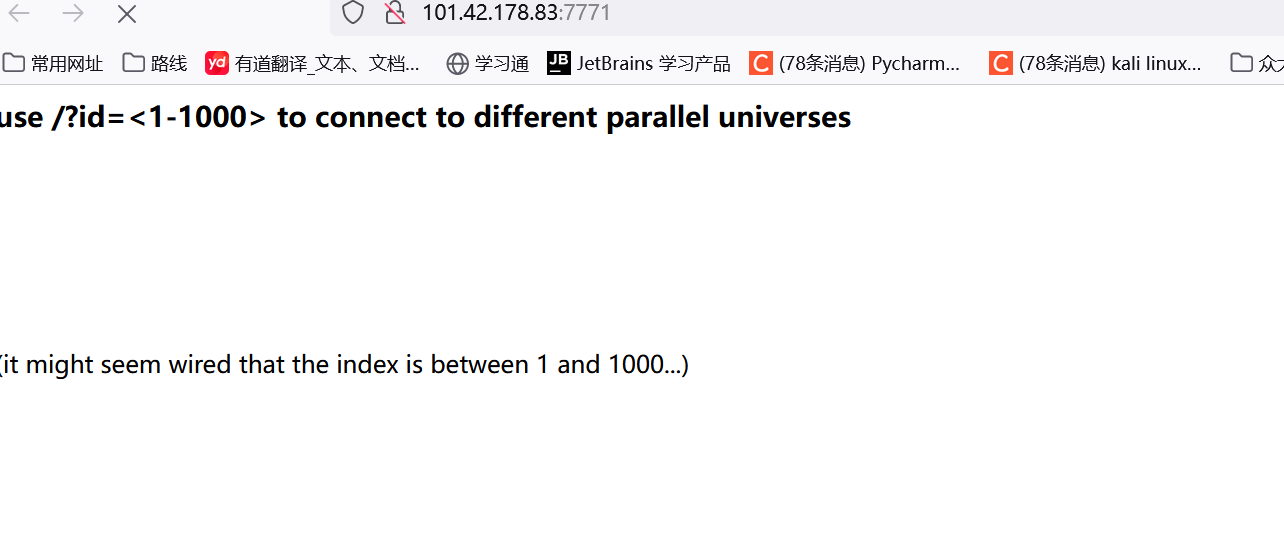 101.42.178.83:7771
常用网址 路线 yd 有道翻译_文本、文档... 学习通 JB JetBrains 学习产品 C (78条消息) Pycharm... C (78条消息) kali linux... 众
use /?id=<1-1000> to connect to different parallel universes
(it might seem wired that the index is between 1 and 1000...)